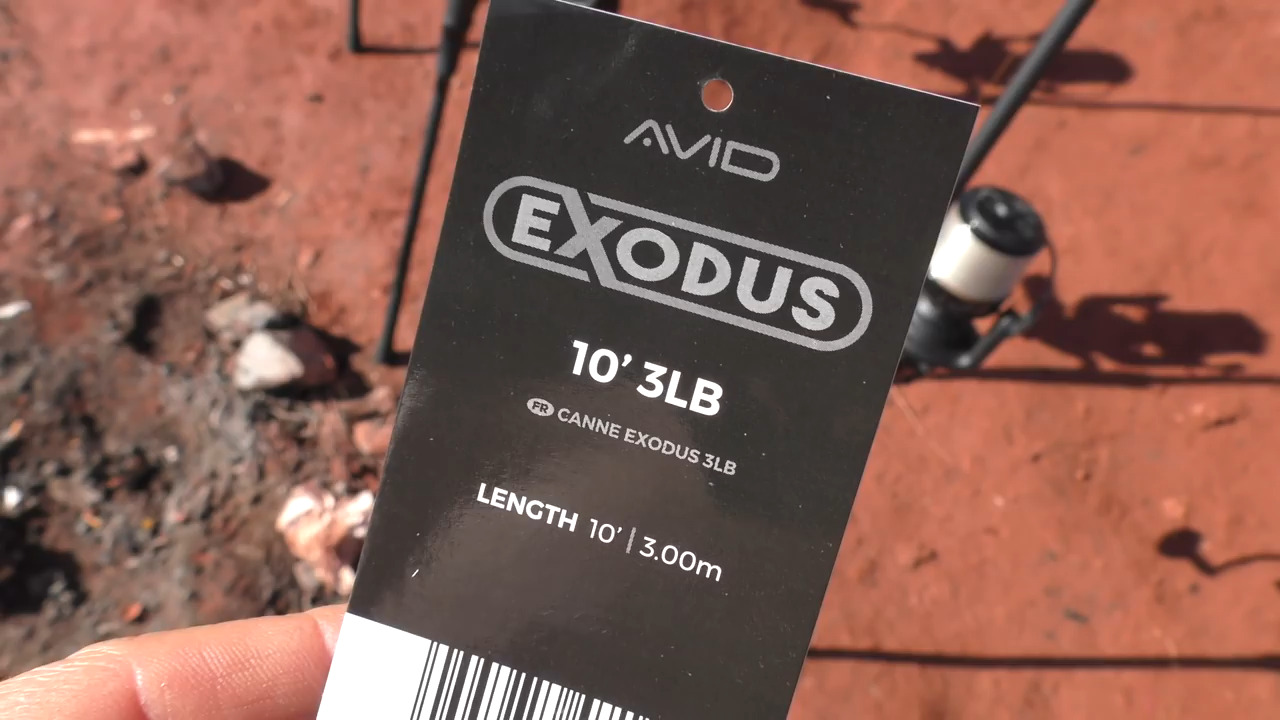 AVID
EXODUS
10' 3LB
FR CANNE EXODUS 3LB
LENGTH 10' | 3.00m